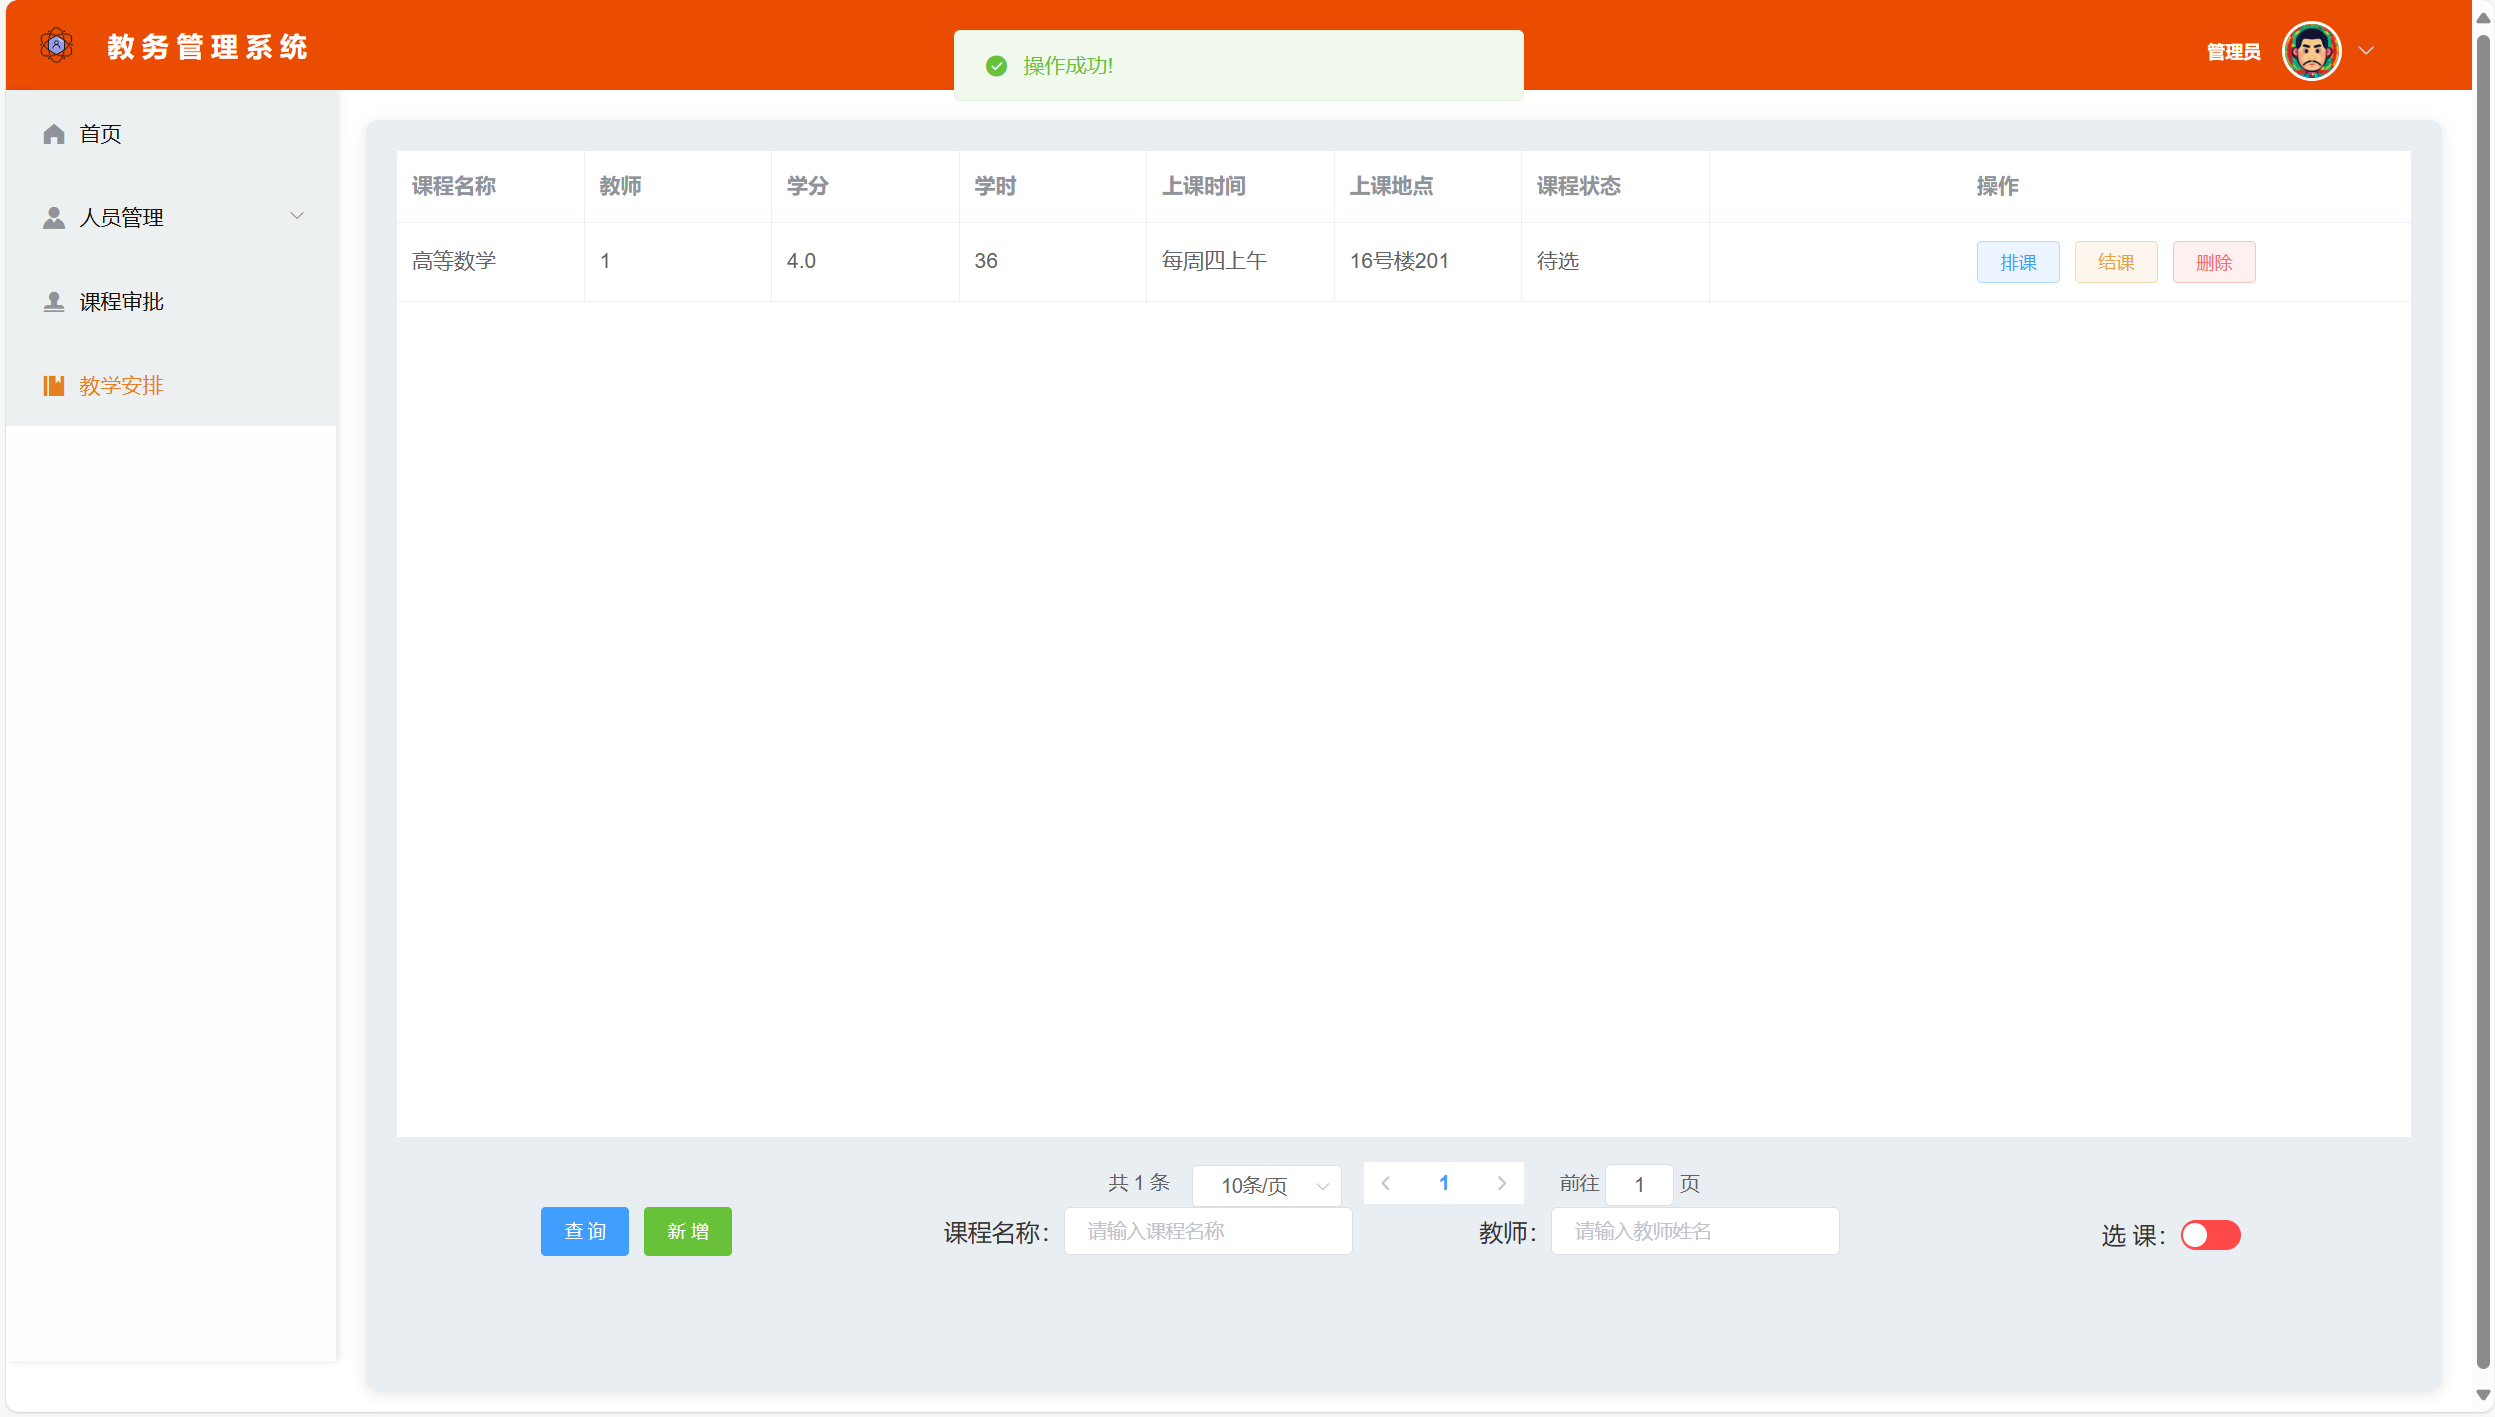 教务管理系统
操作成功!
管理员
首页
人员管理
课程审批
教学安排
课程名称 教师 学分 学时 上课时间 上课地点 课程状态 操作
高等数学 1 4.0 36 每周四上午 16号楼201 待选 排课 结课 删除
共 1 条 10条/页 1 前往 1 页
查询 新增 课程名称： 请输入课程名称 教师： 请输入教师姓名 选 课：